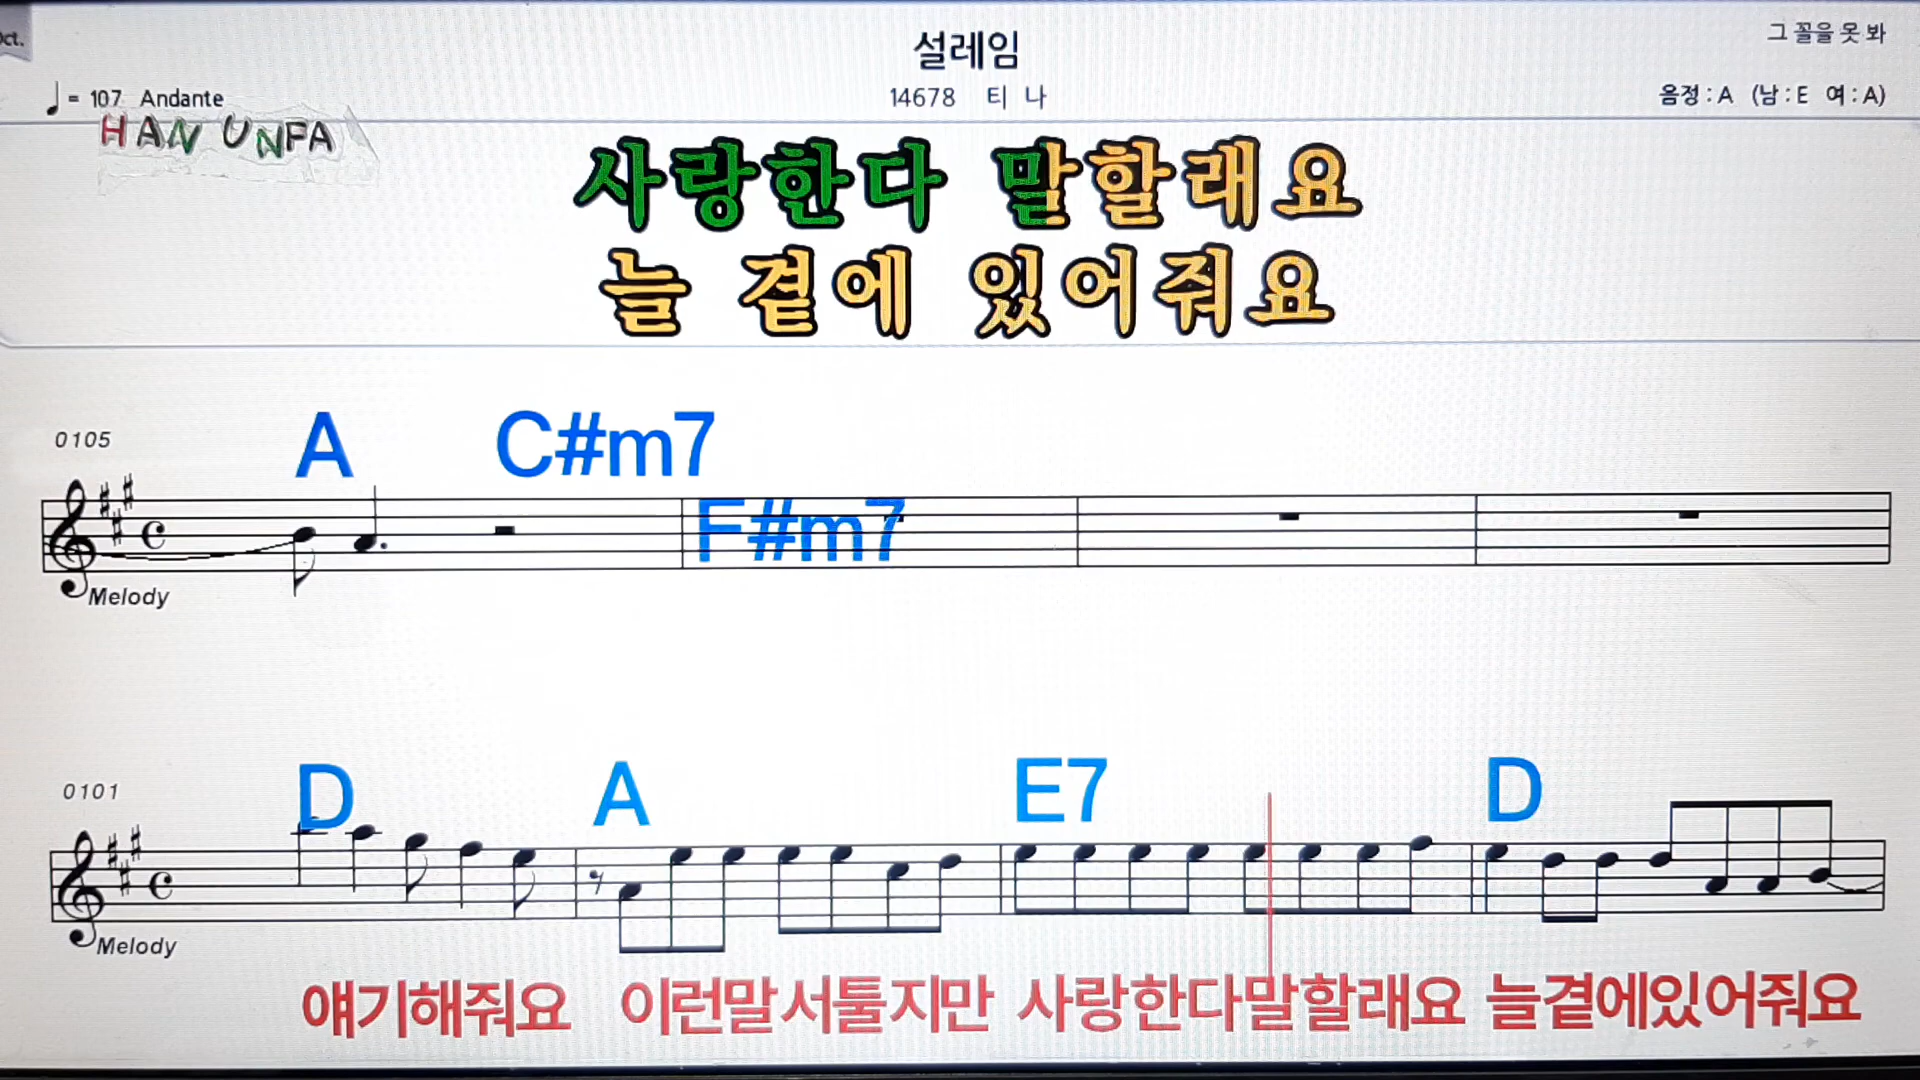 Oct.
설레임
그 꼴을 못 봐
♩= 107 Andante
14678 티 나
음정 : A (남 : E 여 : A)
HAN UNFA
사랑한다 말할래요
늘 곁에 있어줘요
0105
A C#m7 F#m7
Melody
0101
D A E7 D
Melody
얘기해줘요 이런말서툴지만 사랑한다말할래요 늘곁에있어줘요